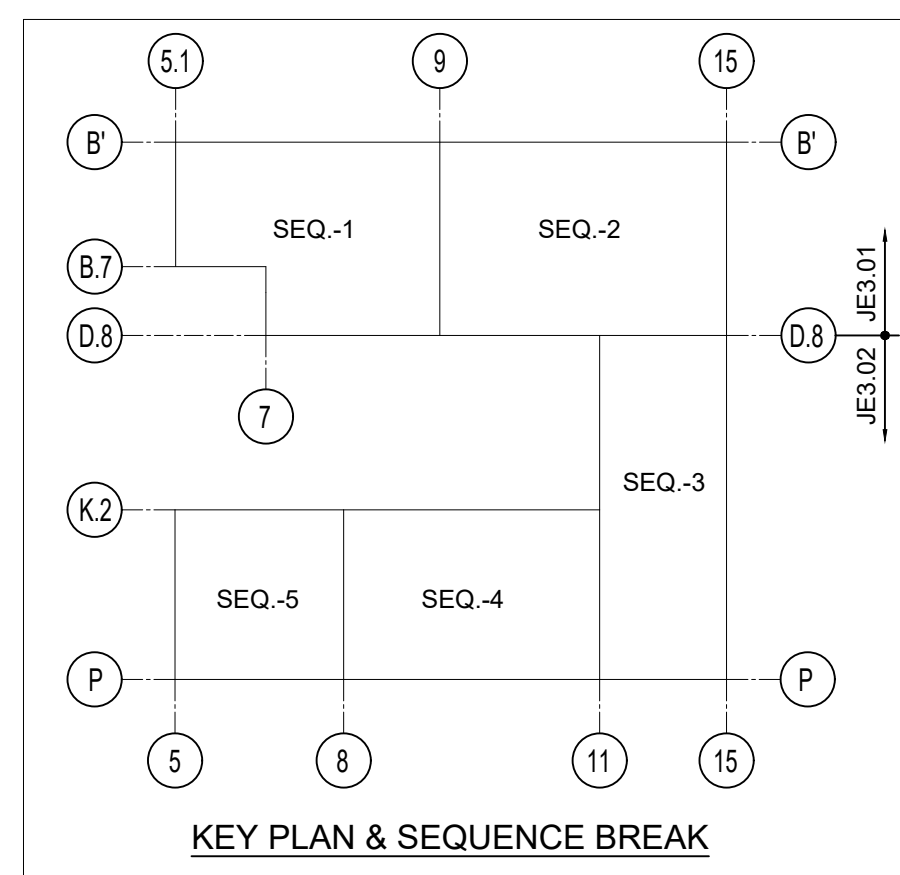 5.1 9 15
B' B'
SEQ.-1 SEQ.-2
B.7
JE3.01
D.8 D.8
JE3.02
7
SEQ.-3
K.2
SEQ.-5 SEQ.-4
P P
5 8 11 15
KEY PLAN & SEQUENCE BREAK